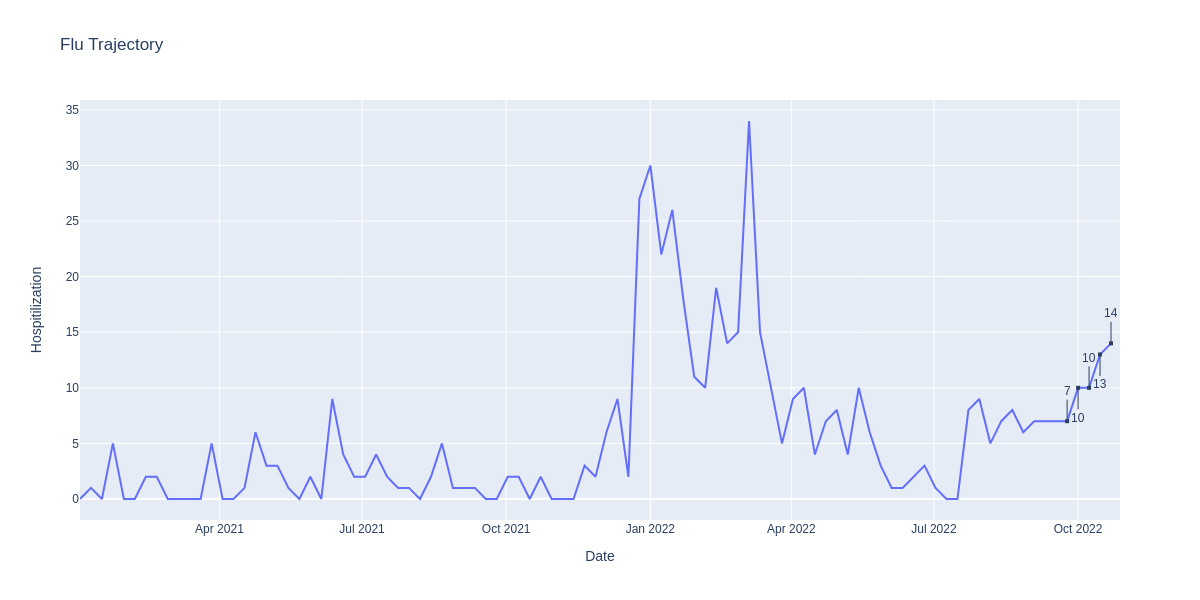 Flu Trajectory
35
30
25
20
15
10
5
0
Hospitilization
14
10
13
7
10
Apr 2021
Jul 2021
Oct 2021
Jan 2022
Apr 2022
Jul 2022
Oct 2022
Date